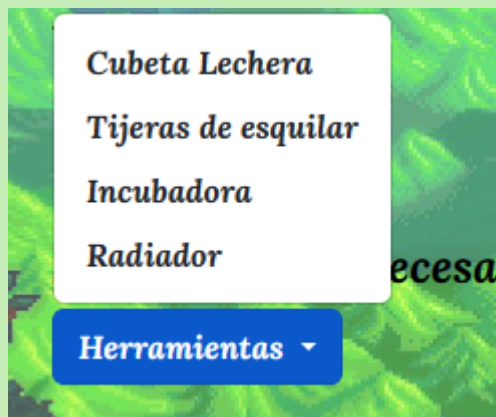 Cubeta Lechera
Tijeras de esquilar
Incubadora
Radiador
ecesa
Herramientas